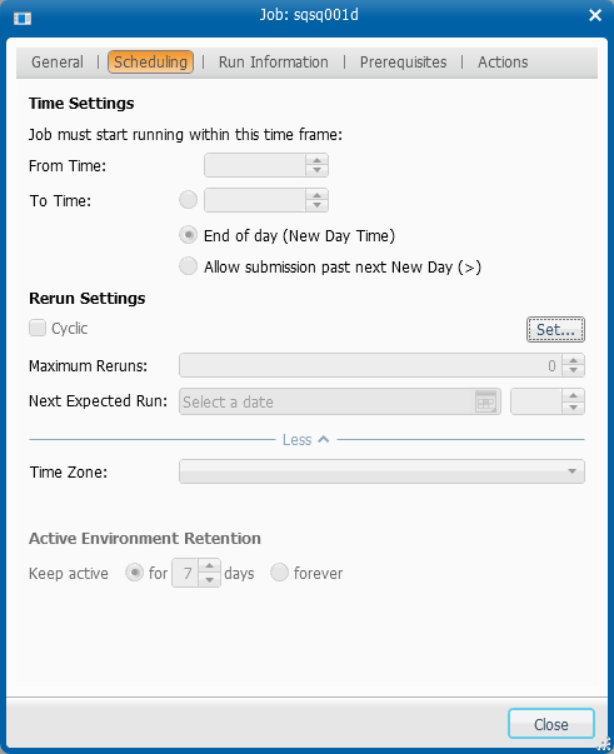 Job: sqsq001d
General | Scheduling | Run Information | Prerequisites | Actions
Time Settings
Job must start running within this time frame:
From Time:
To Time:
End of day (New Day Time)
Allow submission past next New Day (>)
Rerun Settings
Cyclic
Set...
Maximum Reruns: 0
Next Expected Run: Select a date
Less
Time Zone:
Active Environment Retention
Keep active for 7 days forever
Close